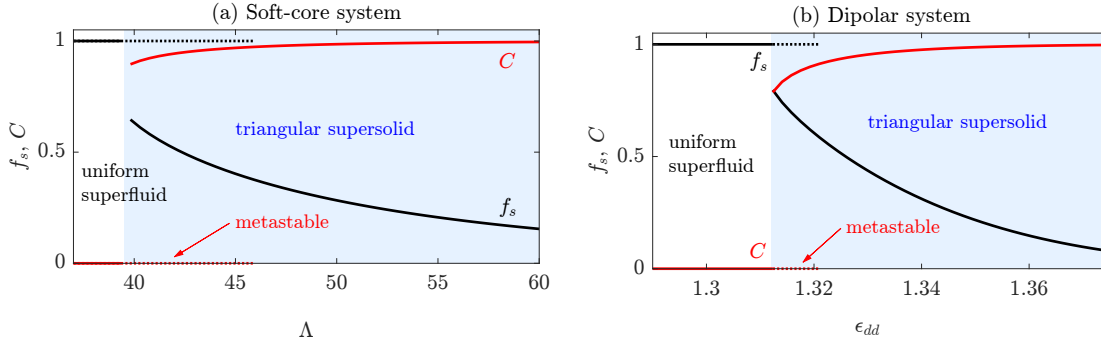 (a) Soft-core system
1
C
triangular supersolid
f_s, C
0.5
uniform
superfluid
f_s
metastable
0
40 45 50 55 60
Λ
(b) Dipolar system
1
f_s
triangular supersolid
f_s, C
uniform
superfluid
0.5
metastable
C
0
1.3 1.32 1.34 1.36
ϵ_dd